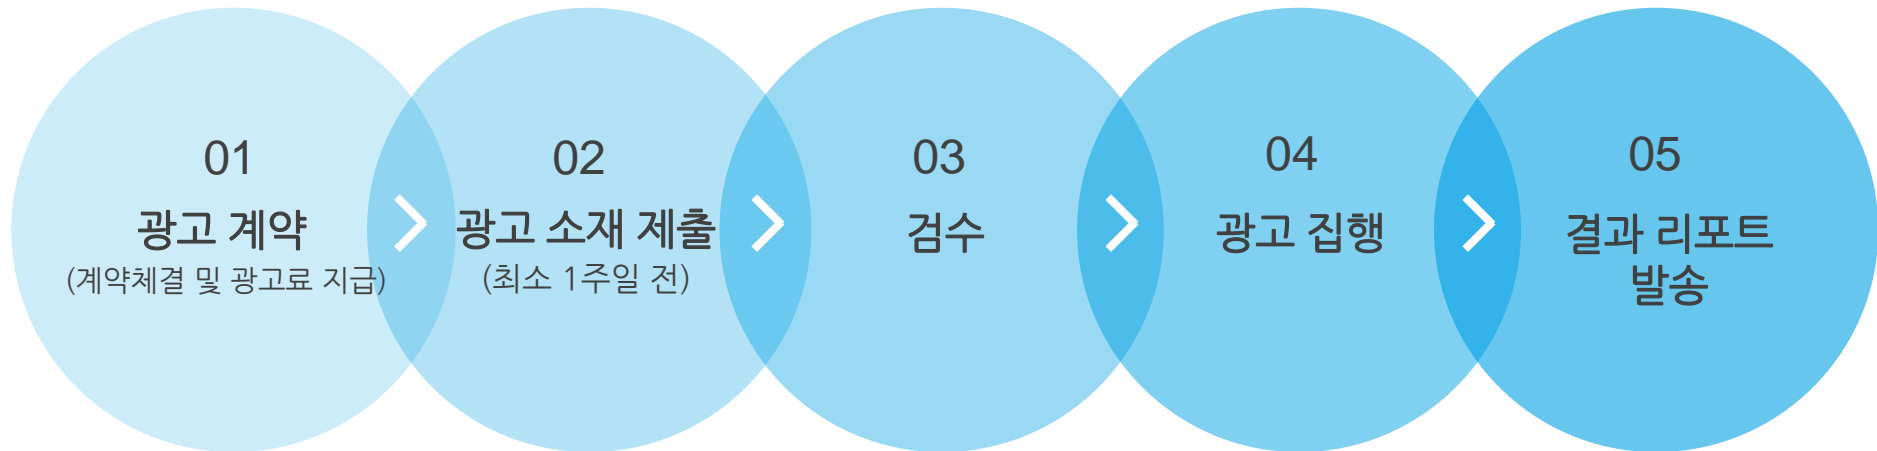 01
광고 계약
(계약체결 및 광고료 지급)
02
광고 소재 제출
(최소 1주일 전)
03
검수
04
광고 집행
05
결과 리포트
발송